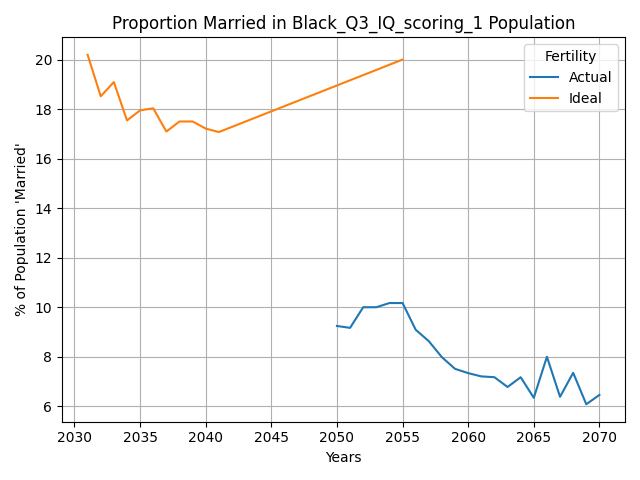 Proportion Married in Black_Q3_IQ_scoring_1 Population
% of Population 'Married'
20
18
16
14
12
10
8
6
Fertility
Actual
Ideal
2030 2035 2040 2045 2050 2055 2060 2065 2070
Years